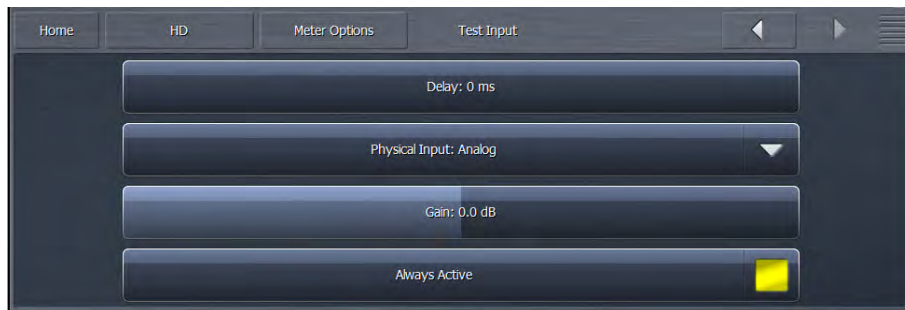 Home HD Meter Options Test Input
Delay: 0 ms
Physical Input: Analog
Gain: 0.0 dB
Always Active